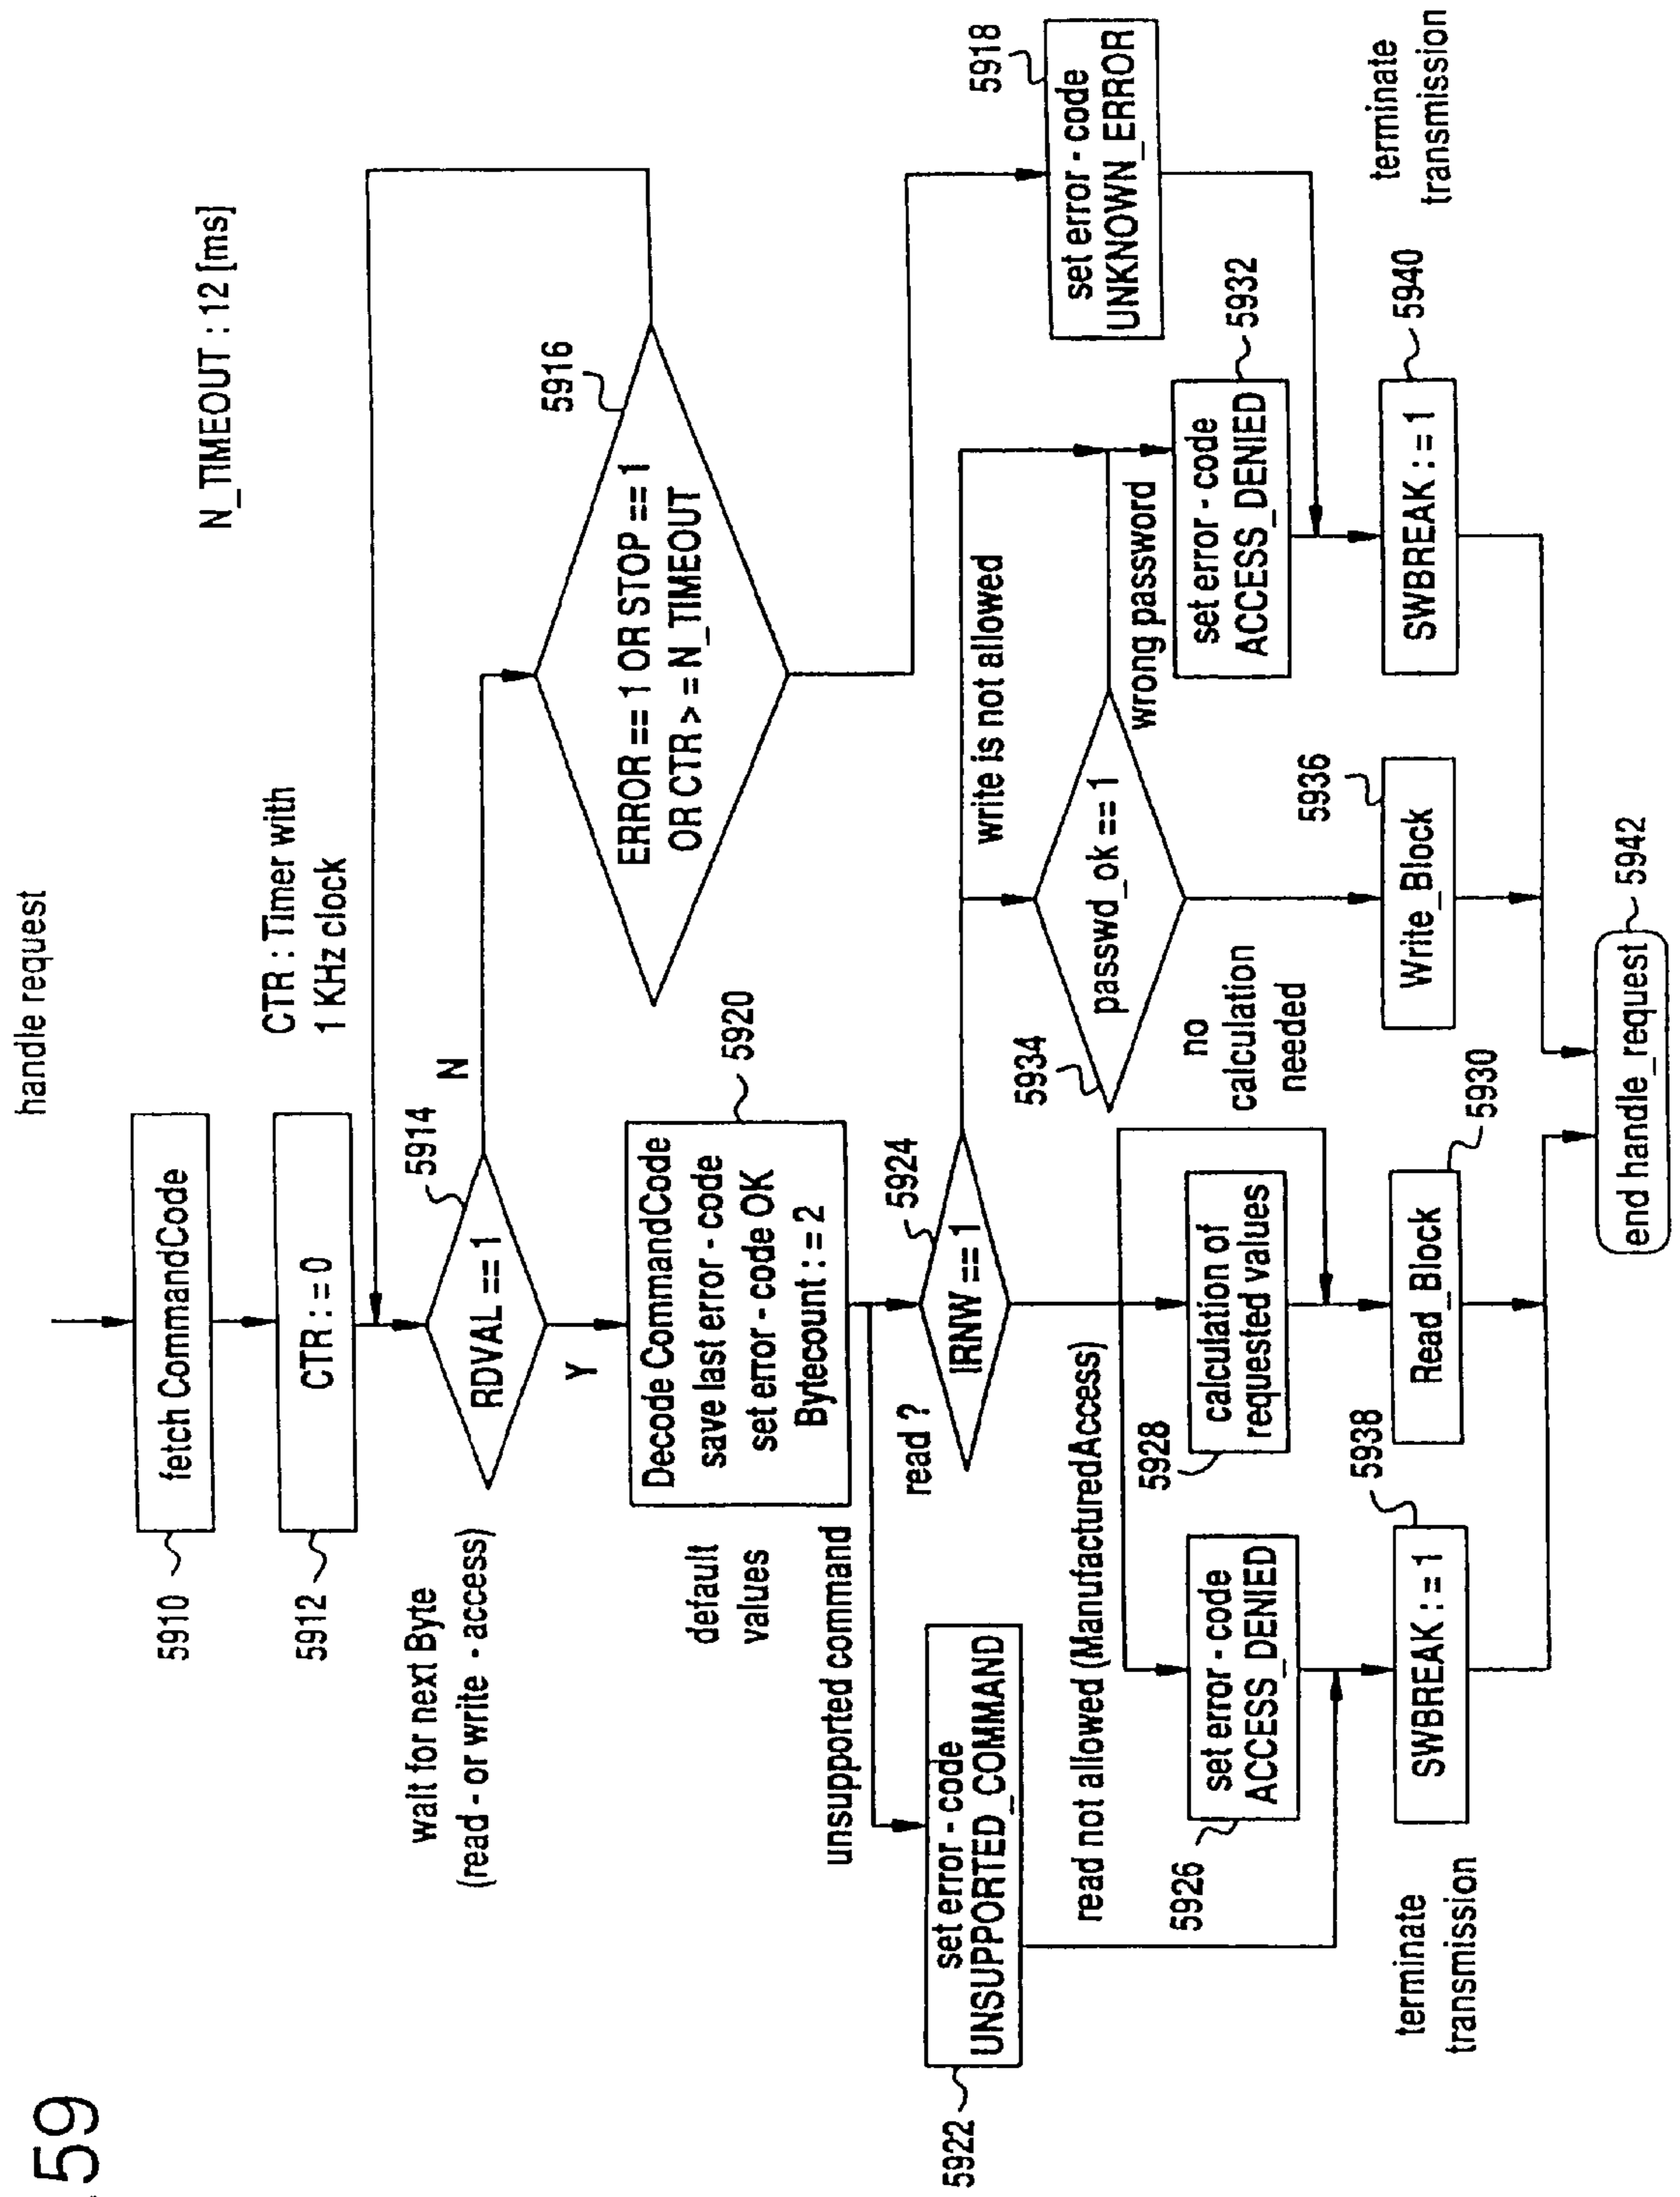 .59
handle request
5910
fetch CommandCode
5912
CTR : = 0
CTR : Timer with
1 KHz clock
N_TIMEOUT : 12 [ms]
wait for next Byte
(read - or write - access)
5914
RDVAL == 1
N
Y
5916
ERROR == 1 OR STOP == 1
OR CTR > = N_TIMEOUT
5918
set error - code
UNKNOWN_ERROR
default
values
5920
Decode CommandCode
save last error - code
set error - code OK
Bytecount : = 2
unsupported command
5922
set error - code
UNSUPPORTED_COMMAND
read ?
5924
IRNW == 1
write is not allowed
read not allowed (ManufacturedAccess)
5926
set error - code
ACCESS_DENIED
5928
calculation of
requested values
no
calculation
needed
5934
passwd_ok == 1
wrong password
5932
set error - code
ACCESS_DENIED
terminate
transmission
5938
SWBREAK : = 1
5930
Read_Block
5936
Write_Block
5940
SWBREAK : = 1
terminate
transmission
5942
end handle_request